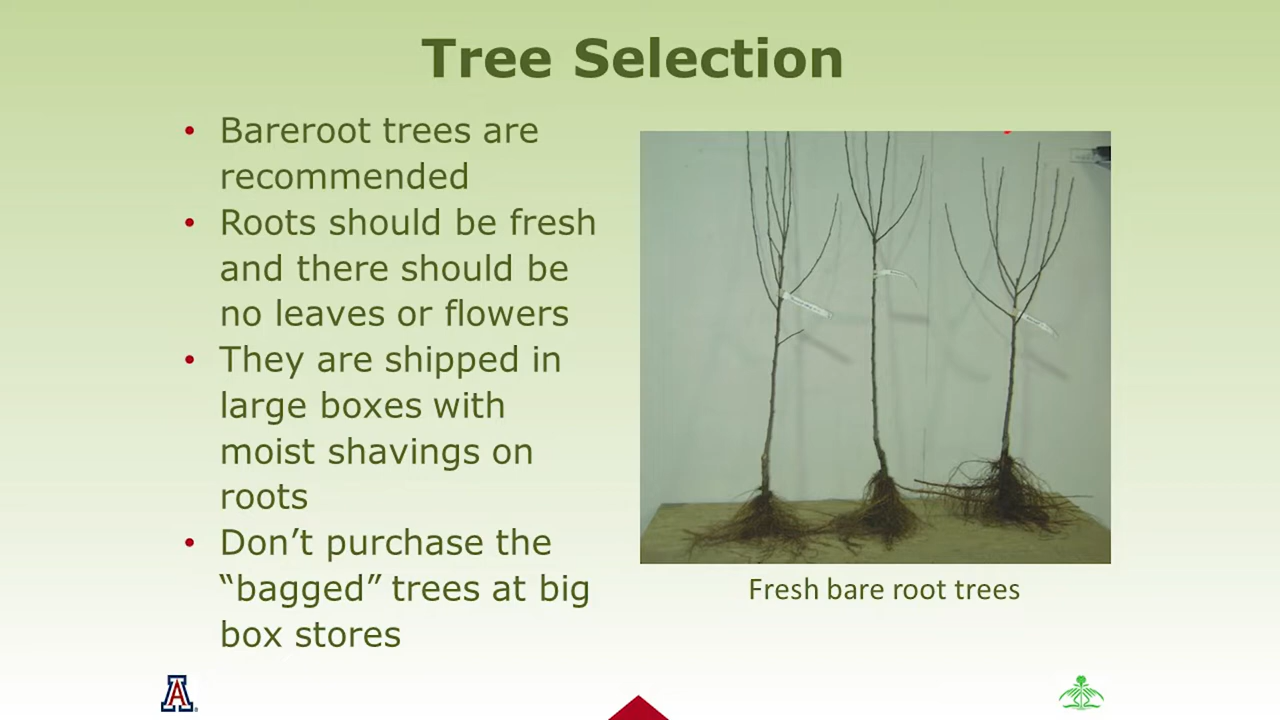 Tree Selection
• Bareroot trees are
recommended
• Roots should be fresh
and there should be
no leaves or flowers
• They are shipped in
large boxes with
moist shavings on
roots
• Don’t purchase the
“bagged” trees at big
box stores
Fresh bare root trees
A